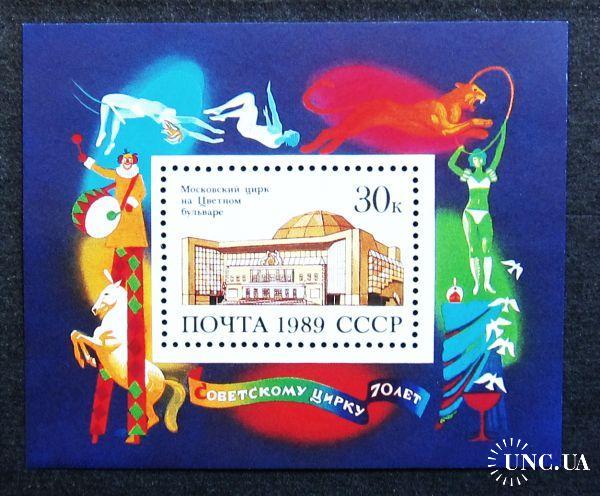 Московский цирк
на Цветном
бульваре
30к
ПОЧТА 1989 СССР
СОВЕТСКОМУ ЦИРКУ 70 ЛЕТ
UNC.UA